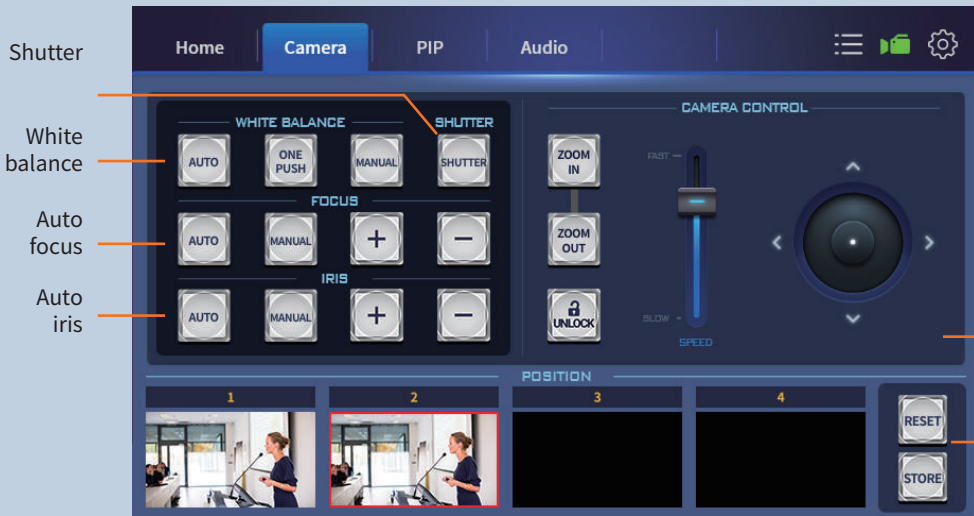 Home Camera PIP Audio
Shutter
CAMERA CONTROL
WHITE BALANCE SHUTTER
White
balance
AUTO
ONE
PUSH
MANUAL
SHUTTER
ZOOM
IN
FAST
FOCUS
Auto
focus
AUTO
MANUAL
+
−
ZOOM
OUT
IRIS
Auto
iris
AUTO
MANUAL
+
−
UNLOCK
SLOW
SPEED
POSITION
1 2 3 4
RESET
STORE